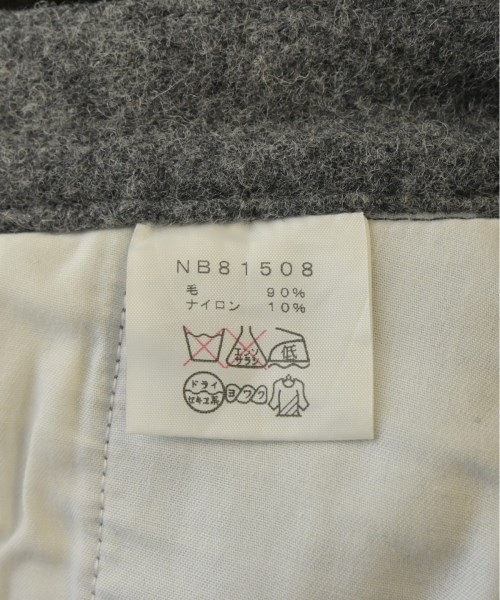 NB81508
毛 90%
ナイロン 10%
エンソ
サラシ
低
ドライ
セキユ系
ヨワク